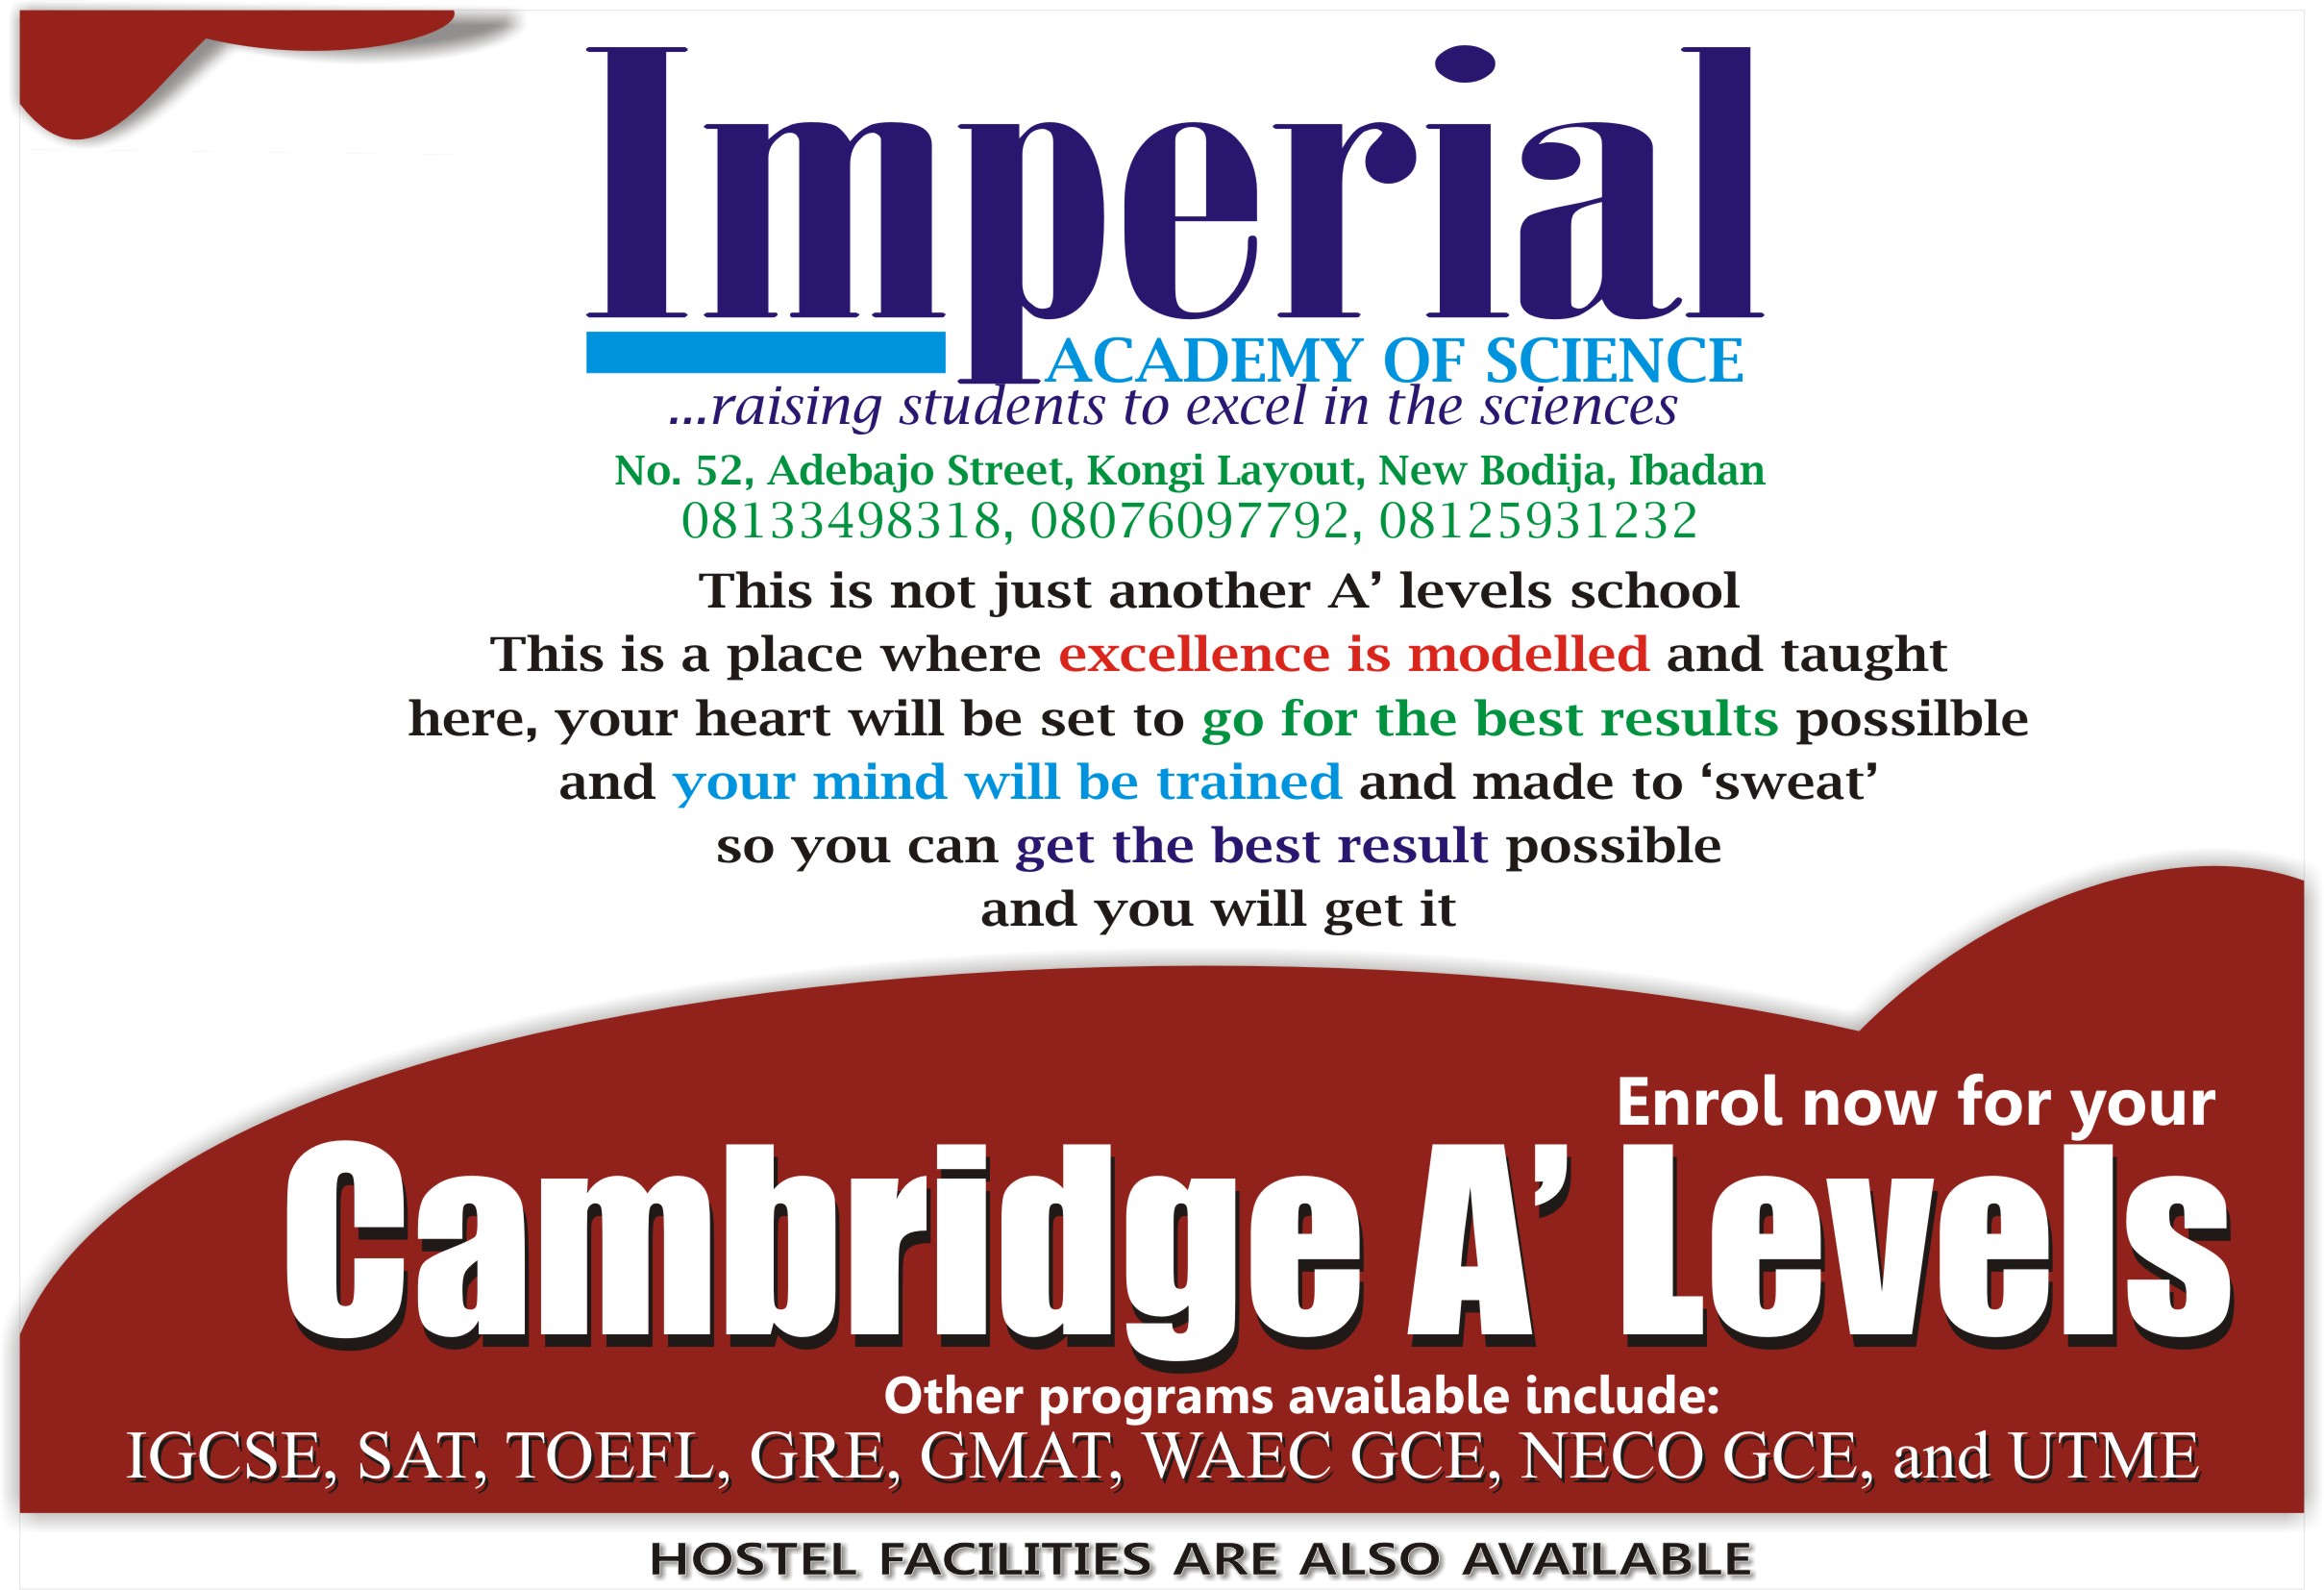 Imperial
ACADEMY OF SCIENCE
...raising students to excel in the sciences
No. 52, Adebajo Street, Kongi Layout, New Bodija, Ibadan
08133498318, 08076097792, 08125931232
This is not just another A’ levels school
This is a place where excellence is modelled and taught
here, your heart will be set to go for the best results possilble
and your mind will be trained and made to ‘sweat’
so you can get the best result possible
and you will get it
Enrol now for your
Cambridge A’ Levels
Other programs available include:
IGCSE, SAT, TOEFL, GRE, GMAT, WAEC GCE, NECO GCE, and UTME
HOSTEL FACILITIES ARE ALSO AVAILABLE